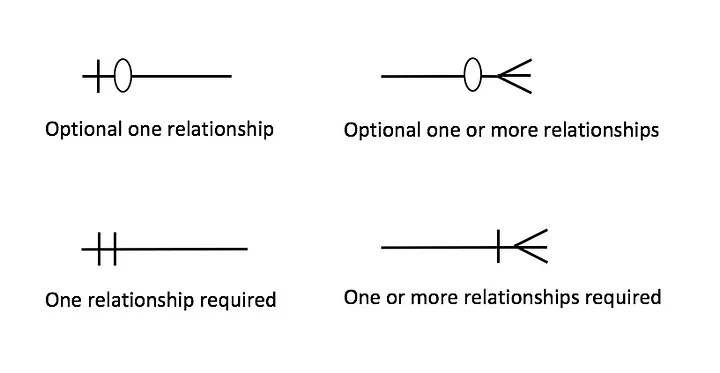 Optional one relationship
Optional one or more relationships
One relationship required
One or more relationships required